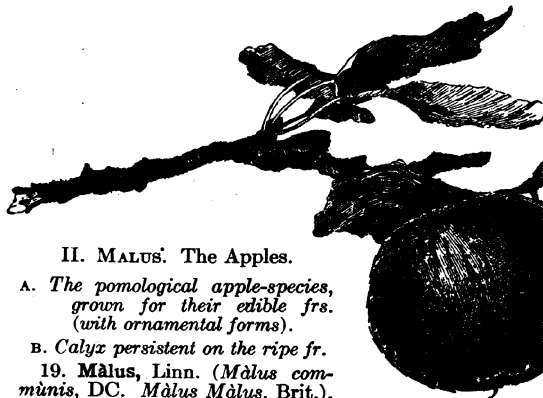 II. MALUS. The Apples.
A. The pomological apple-species,
grown for their edible frs.
(with ornamental forms).
B. Calyx persistent on the ripe fr.
19. Màlus, Linn. (Màlus com-
mùnis, DC. Màlus Màlus, Brit.).